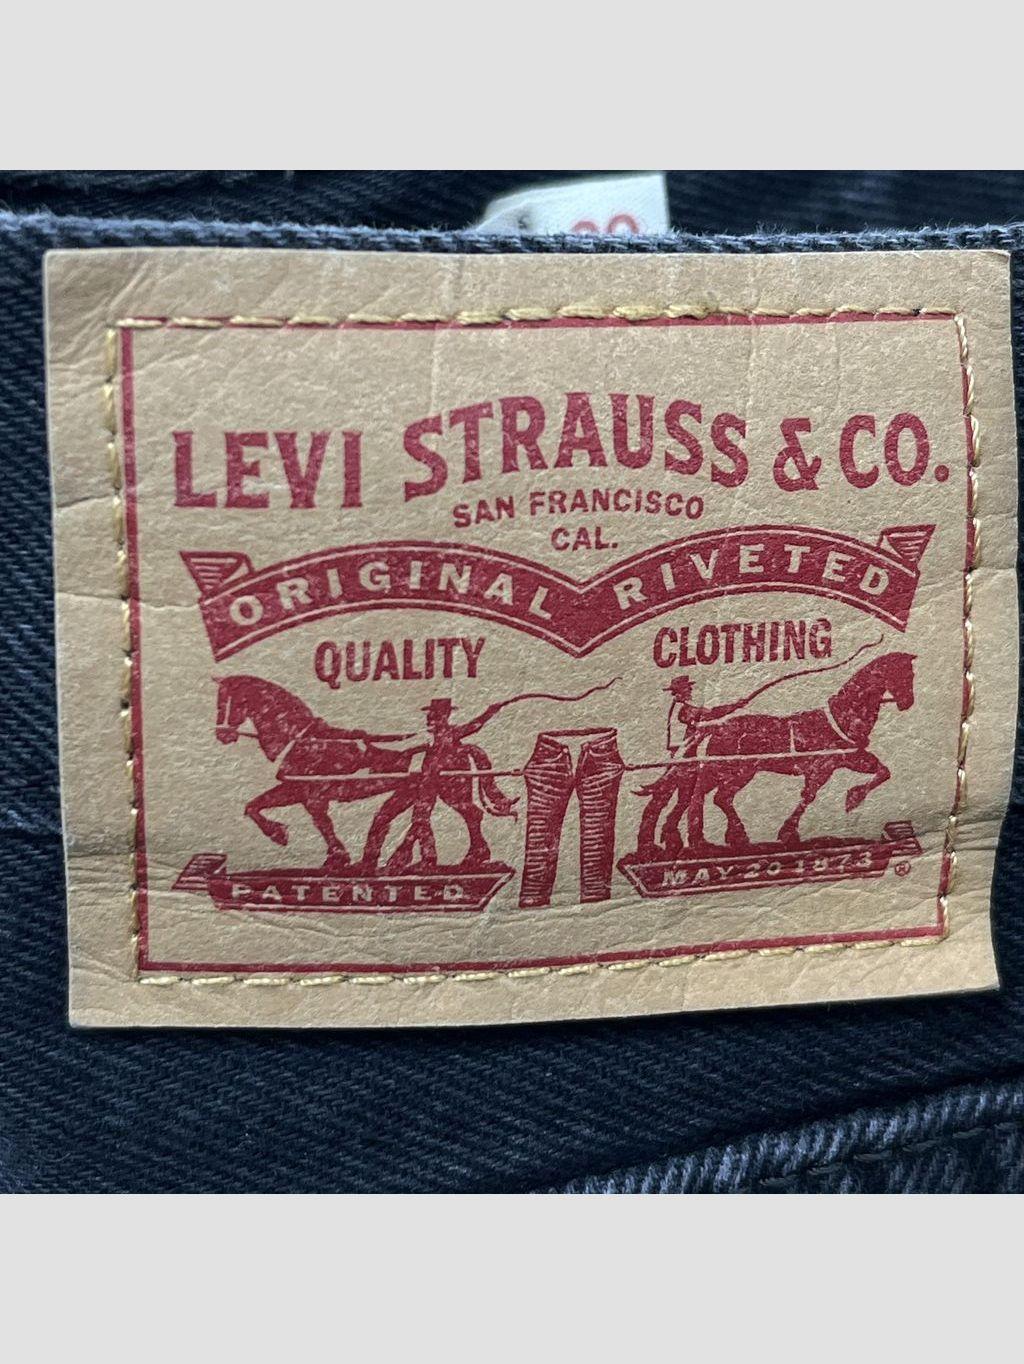 LEVI STRAUSS & CO.
SAN FRANCISCO
CAL.
ORIGINAL RIVETED
QUALITY CLOTHING
PATENTED MAY 20 1873 ®